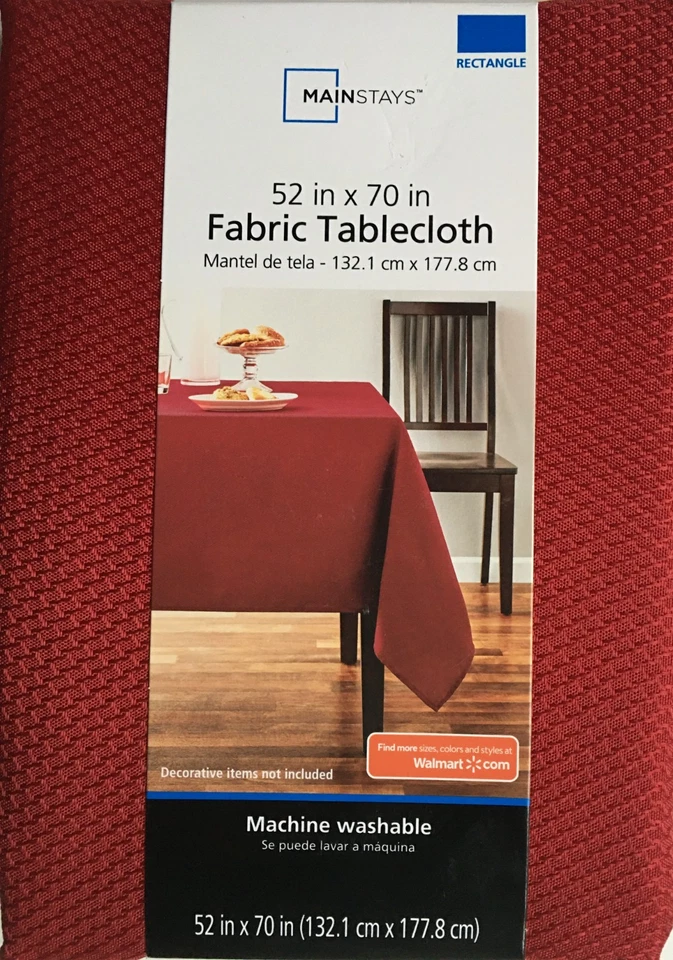 RECTANGLE
MAINSTAYS™
52 in x 70 in
Fabric Tablecloth
Mantel de tela - 132.1 cm x 177.8 cm
Find more sizes, colors and styles at
Walmart.com
Decorative items not included
Machine washable
Se puede lavar a máquina
52 in x 70 in (132.1 cm x 177.8 cm)